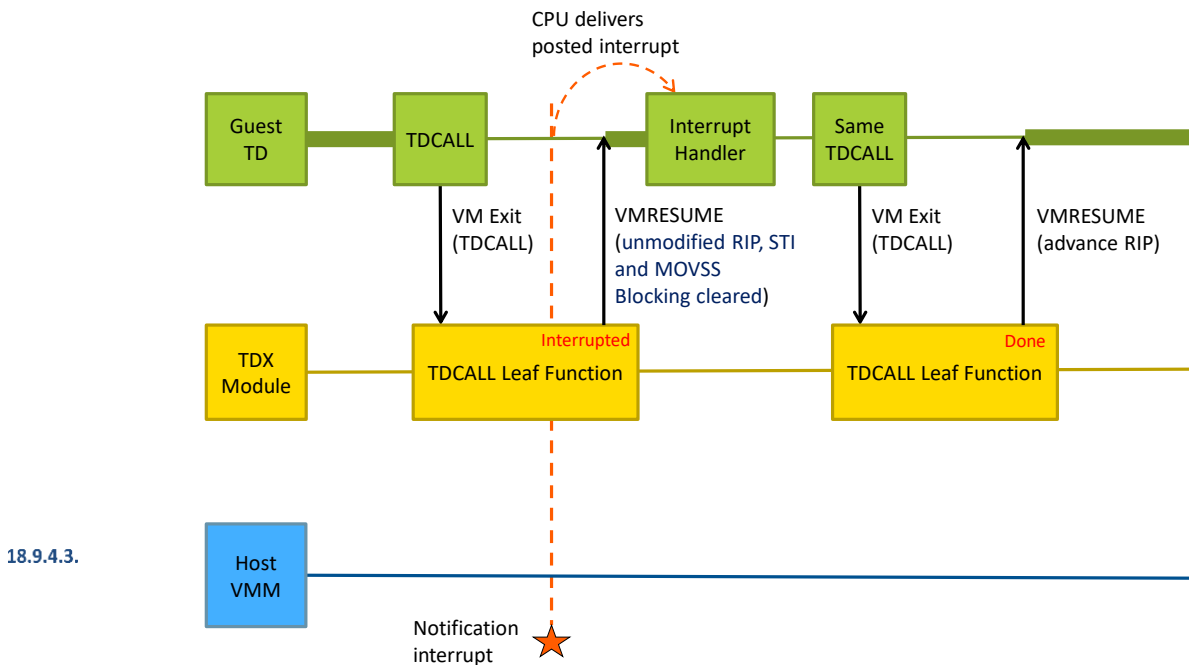 CPU delivers
posted interrupt
Guest
TD
TDCALL
Interrupt
Handler
Same
TDCALL
VM Exit
(TDCALL)
VMRESUME
(unmodified RIP, STI
and MOVSS
Blocking cleared)
VM Exit
(TDCALL)
VMRESUME
(advance RIP)
TDX
Module
Interrupted
TDCALL Leaf Function
Done
TDCALL Leaf Function
18.9.4.3.
Host
VMM
Notification
interrupt